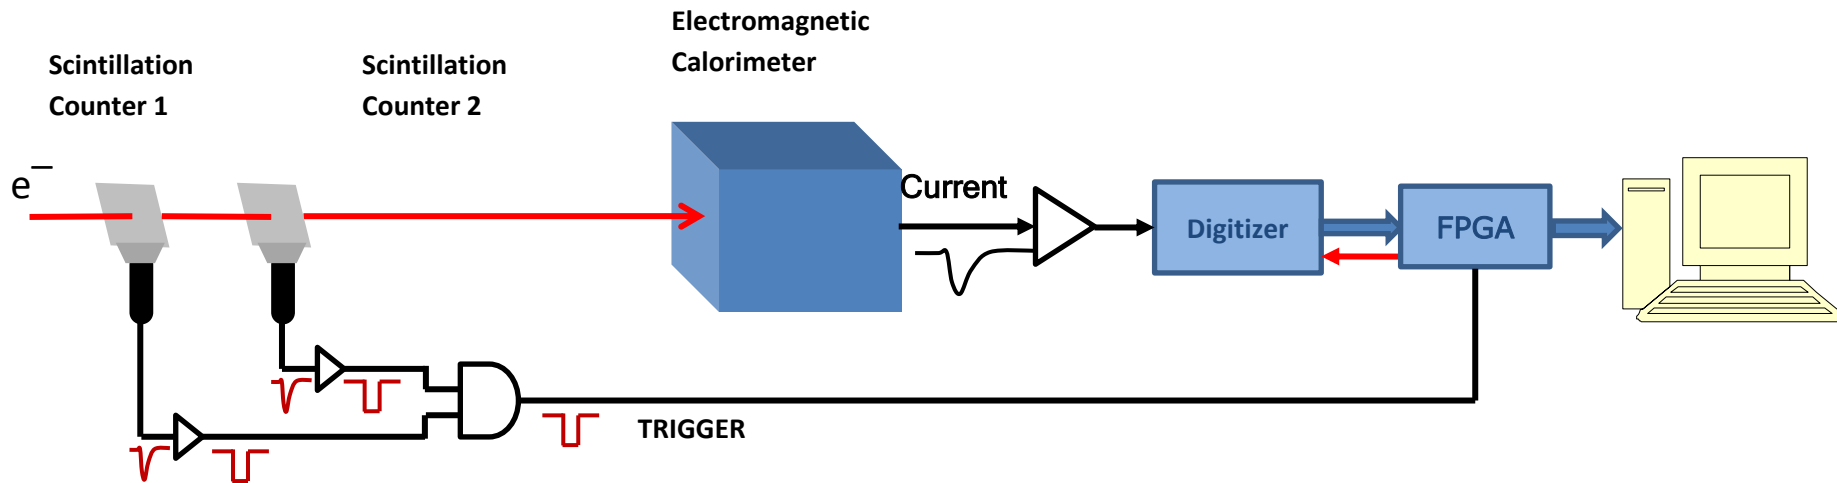 Scintillation
Counter 1
Scintillation
Counter 2
Electromagnetic
Calorimeter
e⁻
Current
Digitizer
FPGA
TRIGGER